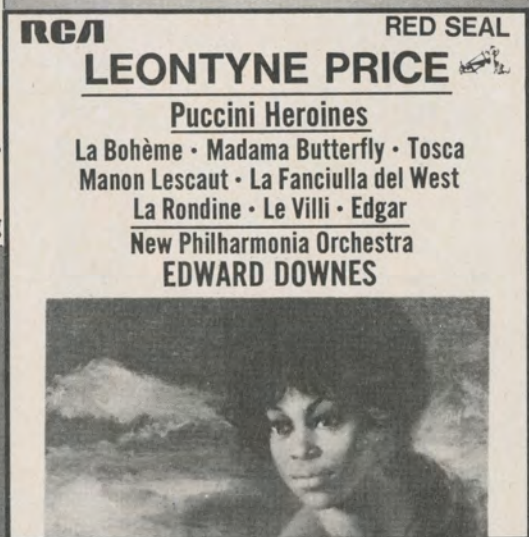 RCA
RED SEAL
LEONTYNE PRICE
Puccini Heroines
La Bohème • Madama Butterfly • Tosca
Manon Lescaut • La Fanciulla del West
La Rondine • Le Villi • Edgar
New Philharmonia Orchestra
EDWARD DOWNES